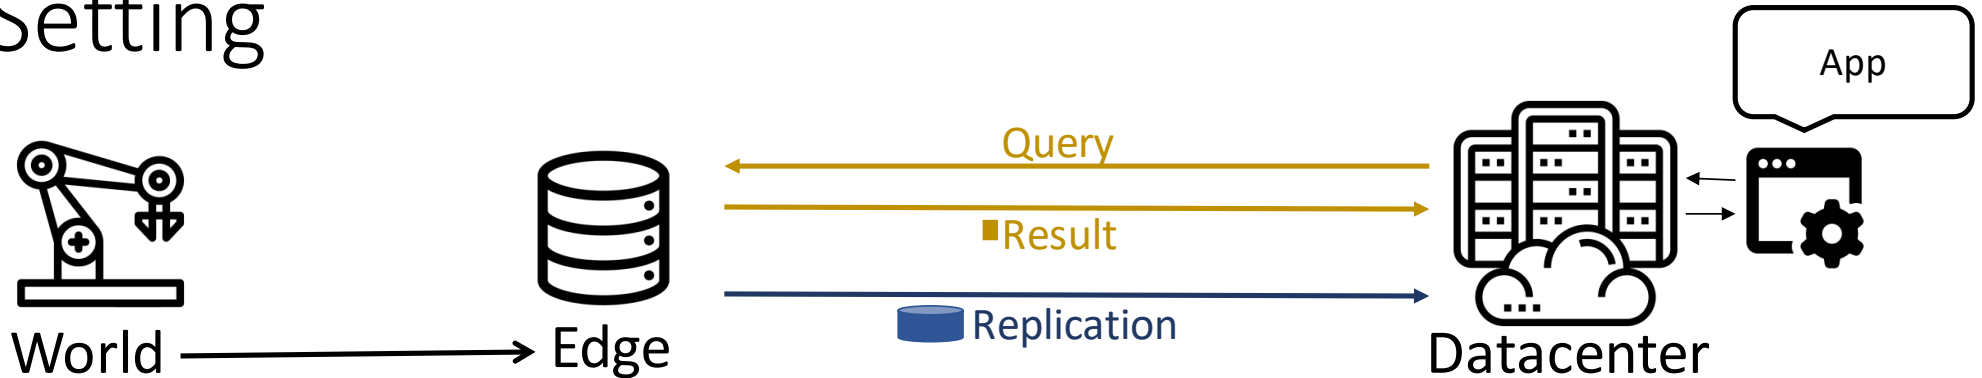 Setting
App
Query
Result
Replication
World
Edge
Datacenter